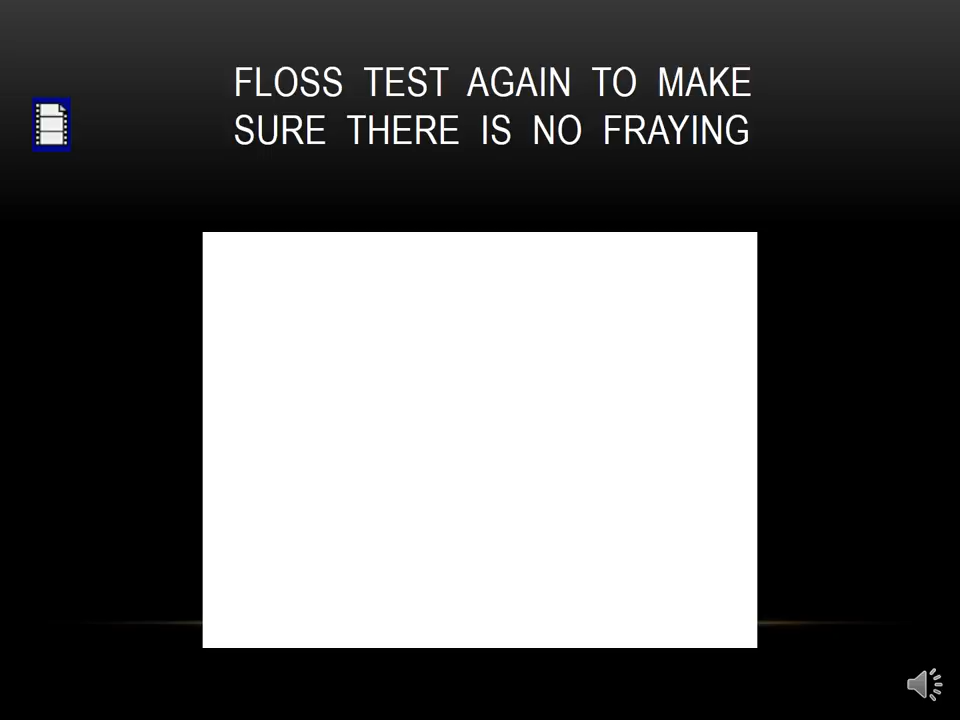 FLOSS TEST AGAIN TO MAKE
SURE THERE IS NO FRAYING